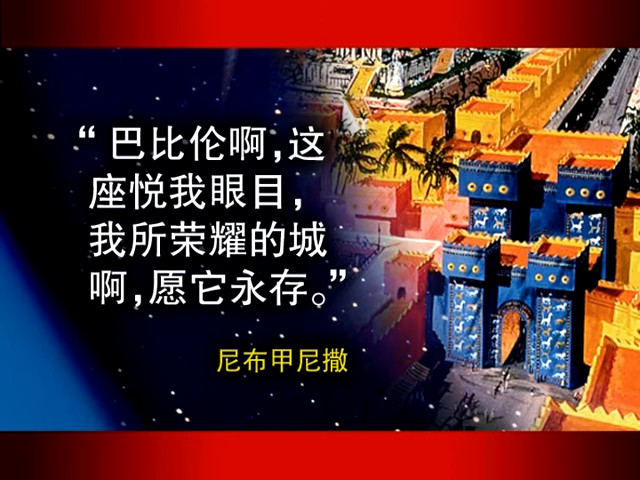 “巴比伦啊,这
座悦我眼目,
我所荣耀的城
啊,愿它永存。”
尼布甲尼撒